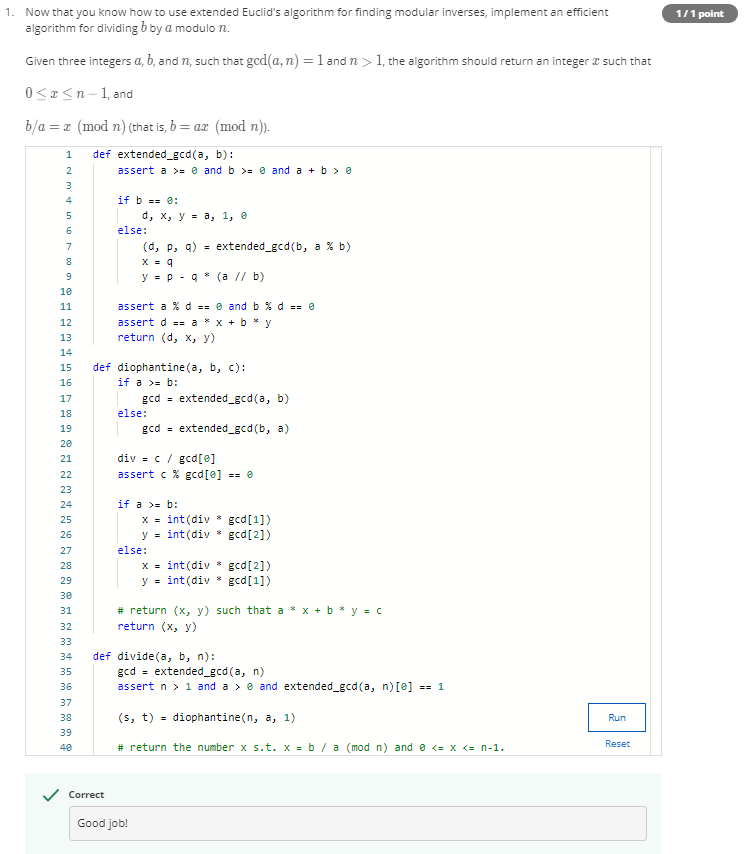 1. Now that you know how to use extended Euclid's algorithm for finding modular inverses, implement an efficient
1 / 1 point
algorithm for dividing b by a modulo n.
Given three integers a, b, and n, such that gcd(a, n) = 1 and n > 1, the algorithm should return an integer x such that
0 ≤ x ≤ n − 1, and
b/a ≡ x (mod n) (that is, b ≡ ax (mod n)).
1 def extended_gcd(a, b):
2     assert a >= 0 and b >= 0 and a + b > 0
3
4     if b == 0:
5         d, x, y = a, 1, 0
6     else:
7         (d, p, q) = extended_gcd(b, a % b)
8         x = q
9         y = p - q * (a // b)
10
11     assert a % d == 0 and b % d == 0
12     assert d == a * x + b * y
13     return (d, x, y)
14
15 def diophantine(a, b, c):
16     if a >= b:
17         gcd = extended_gcd(a, b)
18     else:
19         gcd = extended_gcd(b, a)
20
21     div = c / gcd[0]
22     assert c % gcd[0] == 0
23
24     if a >= b:
25         x = int(div * gcd[1])
26         y = int(div * gcd[2])
27     else:
28         x = int(div * gcd[2])
29         y = int(div * gcd[1])
30
31     # return (x, y) such that a * x + b * y = c
32     return (x, y)
33
34 def divide(a, b, n):
35     gcd = extended_gcd(a, n)
36     assert n > 1 and a > 0 and extended_gcd(a, n)[0] == 1
37
38     (s, t) = diophantine(n, a, 1)
39
40     # return the number x s.t. x = b / a (mod n) and 0 <= x <= n-1.
Run
Reset
Correct
Good job!